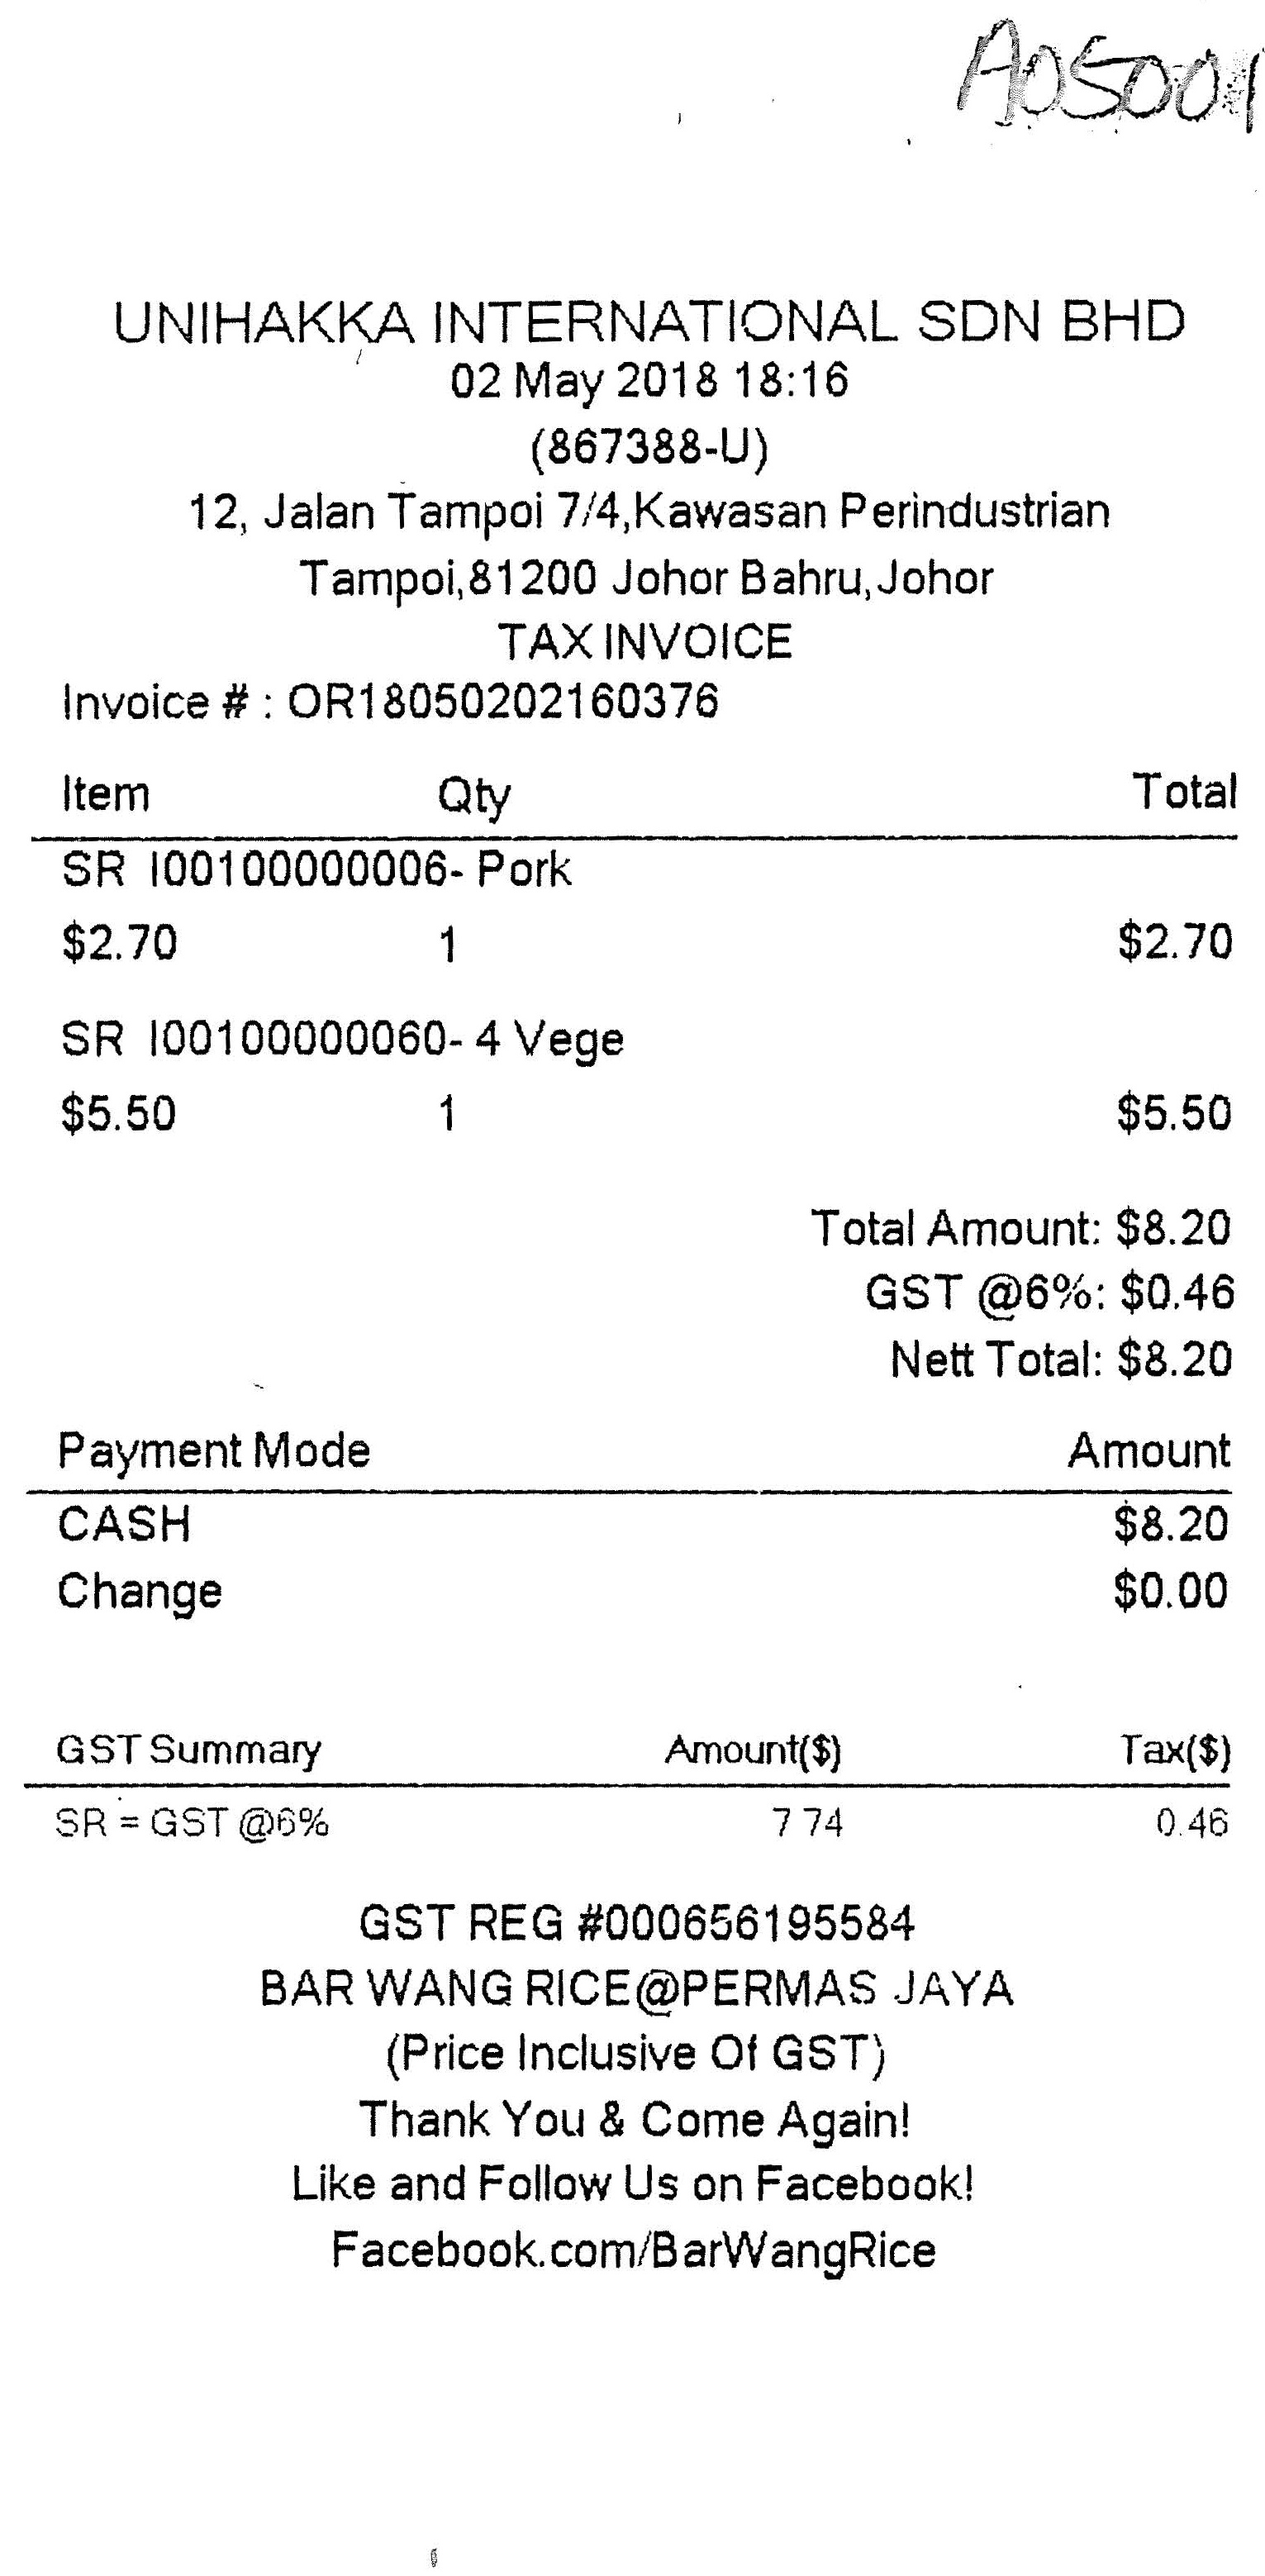 A05001
UNIHAKKA INTERNATIONAL SDN BHD
02 May 2018 18:16
(867388-U)
12, Jalan Tampoi 7/4,Kawasan Perindustrian
Tampoi,81200 Johor Bahru,Johor
TAX INVOICE
Invoice # : OR18050202160376
Item Qty Total
SR I00100000006- Pork
$2.70 1 $2.70
SR I00100000060- 4 Vege
$5.50 1 $5.50
Total Amount: $8.20
GST @6%: $0.46
Nett Total: $8.20
Payment Mode Amount
CASH $8.20
Change $0.00
GST Summary Amount($) Tax($)
SR = GST @6% 7.74 0.46
GST REG #000656195584
BAR WANG RICE@PERMAS JAYA
(Price Inclusive Of GST)
Thank You & Come Again!
Like and Follow Us on Facebook!
Facebook.com/BarWangRice